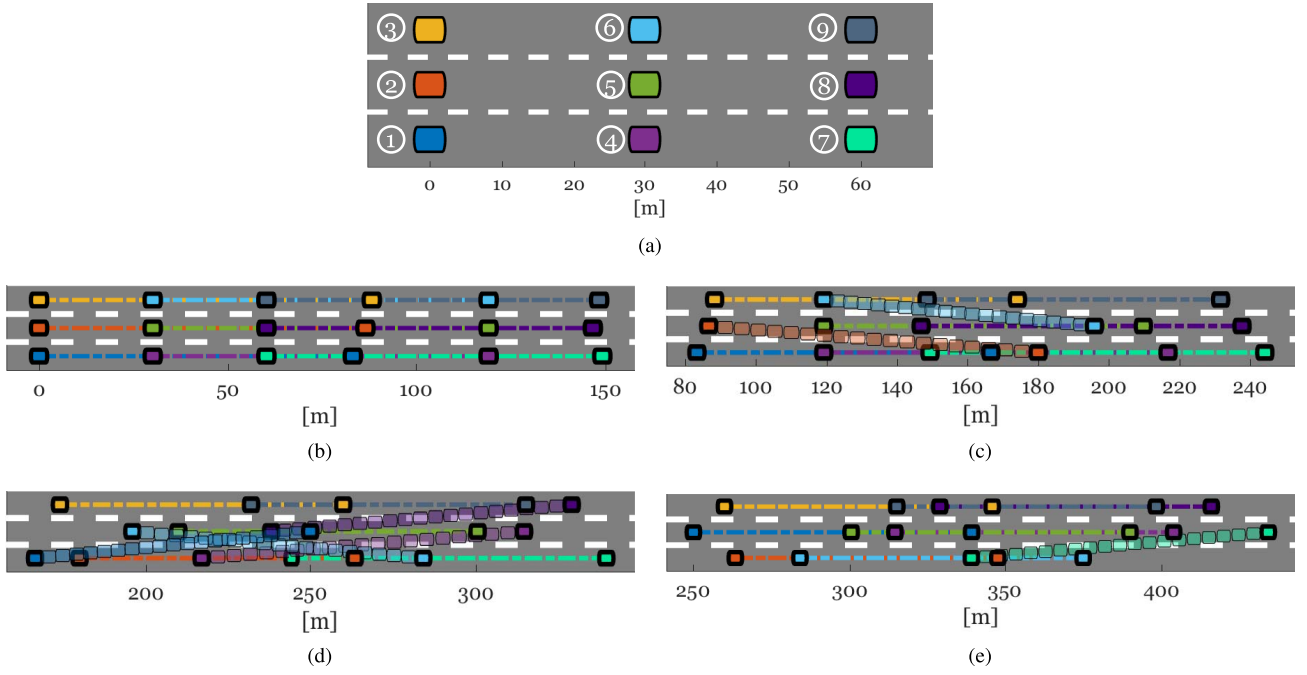 ③ ⑥ ⑨
② ⑤ ⑧
① ④ ⑦
0 10 20 30 40 50 60
[m]
(a)
0 50 100 150
[m]
(b)
80 100 120 140 160 180 200 220 240
[m]
(c)
200 250 300
[m]
(d)
250 300 350 400
[m]
(e)